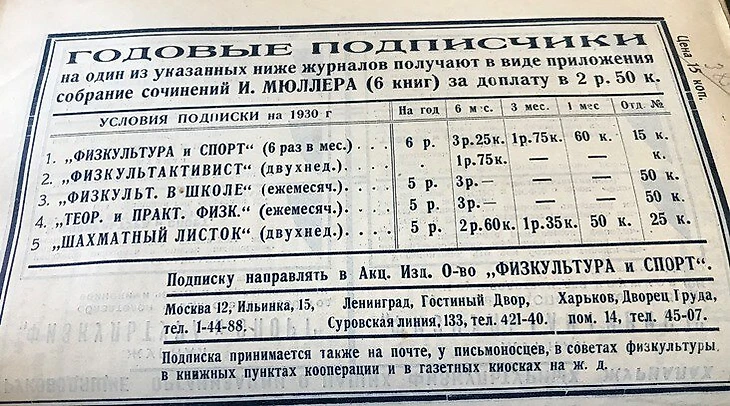 ГОДОВЫЕ ПОДПИСЧИКИ
на один из указанных ниже журналов получают в виде приложения
собрание сочинений И. МЮЛЛЕРА (6 книг) за доплату в 2 р. 50 к.
УСЛОВИЯ ПОДПИСКИ на 1930 г На год 6 м·с. 3 мес. 1 мес Отд. №
1. „ФИЗКУЛЬТУРА и СПОРТ“ (6 раз в мес.) 6 р. 3р.25к. 1р.75к. 60 к. 15 к.
2. „ФИЗКУЛЬТАКТИВИСТ“ (двухнед.) . . . . 1р.75к. — — к.
3. „ФИЗКУЛЬТ. В ШКОЛЕ“ (ежемесяч.) . . . 5 р. 3р.— — — 50 к.
4. „ТЕОР. и ПРАКТ. ФИЗК.“ (ежемесяч.) . . . 5 р. 3р.— — — 50 к.
5 „ШАХМАТНЫЙ ЛИСТОК“ (двухнед.) . . . . 5 р. 2р.60к. 1р.35к. 50 к. 25 к.
Подписку направлять в Акц. Изд. О-во „ФИЗКУЛЬТУРА и СПОРТ“.
Москва 12, Ильинка, 15, Ленинград, Гостиный Двор, Харьков, Дворец Труда,
тел. 1-44-88. Суровская линия, 133, тел. 421-40. пом. 14, тел. 45-07.
Подписка принимается также на почте, у письмоносцев, в советах физкультуры,
в книжных пунктах кооперации и в газетных киосках на ж. д.
Цена 15 коп.